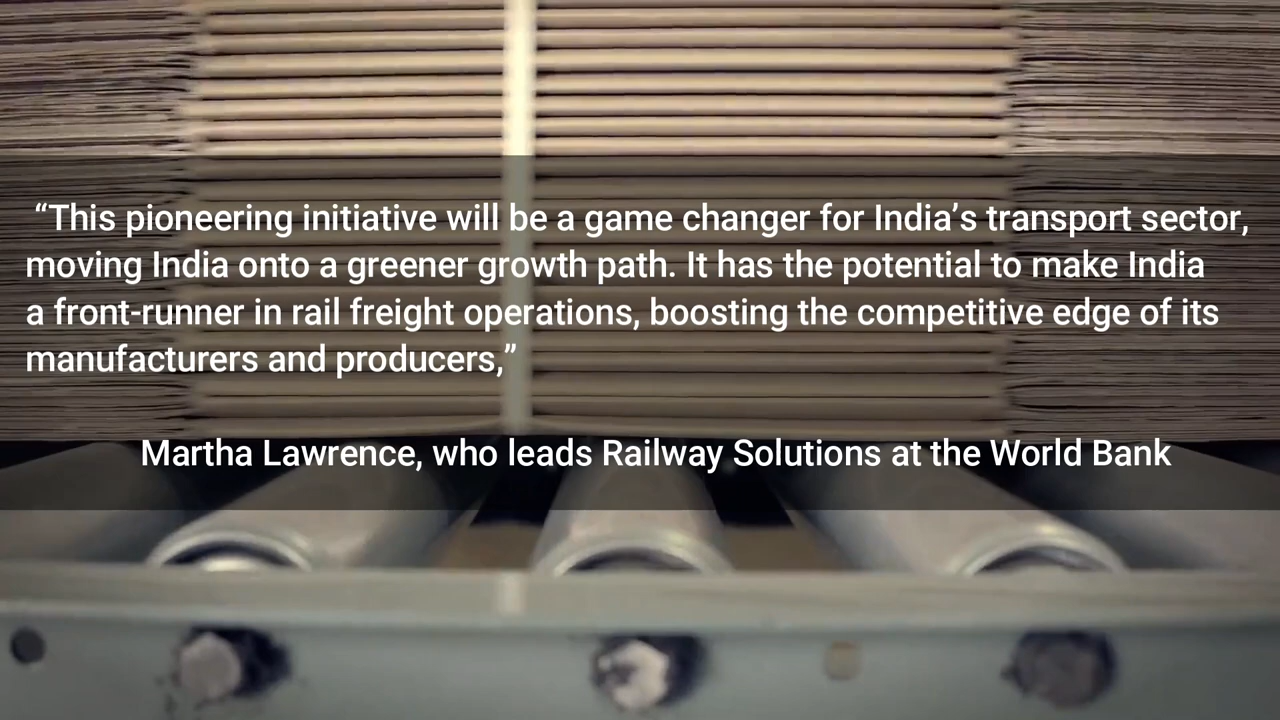 “This pioneering initiative will be a game changer for India’s transport sector,
moving India onto a greener growth path. It has the potential to make India
a front-runner in rail freight operations, boosting the competitive edge of its
manufacturers and producers,”
Martha Lawrence, who leads Railway Solutions at the World Bank